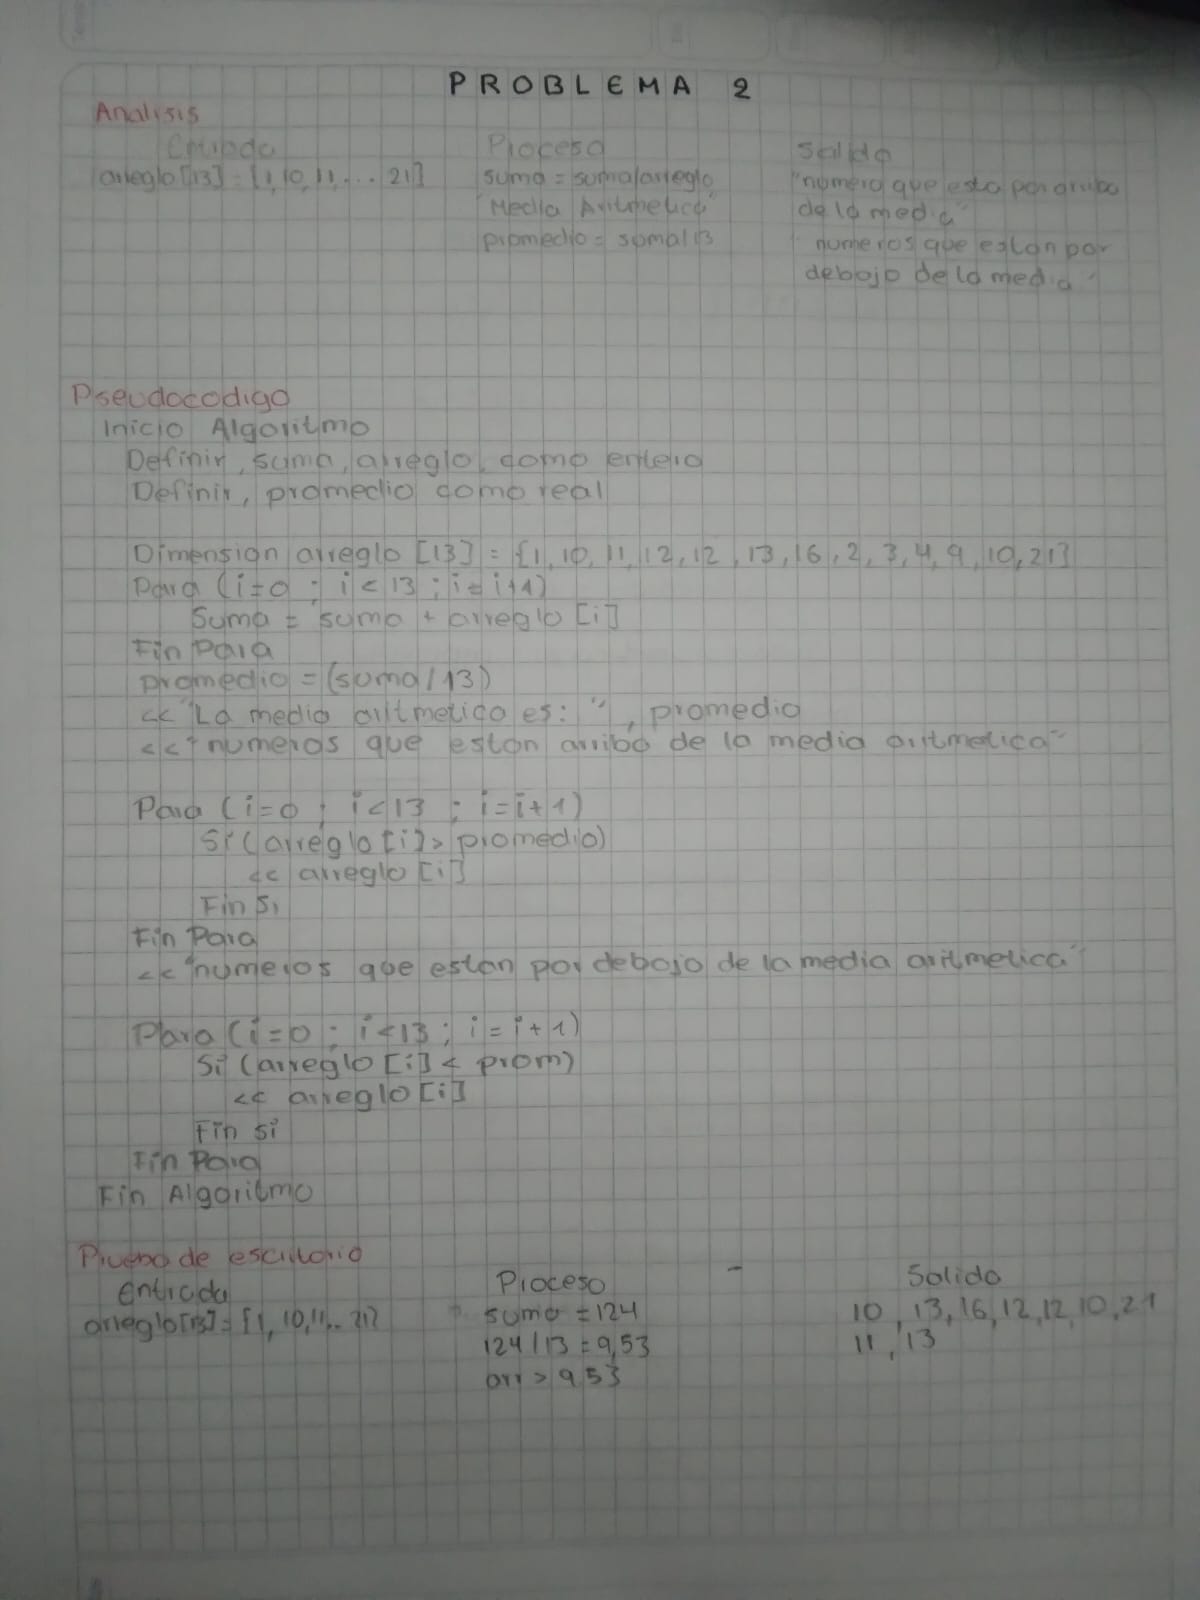 PROBLEMA 2
Analisis
Entrada Proceso Salida
arreglo[13] = [1, 10, 11, ... 21] suma = suma/arreglo "numero que esta por arriba
"Media Aritmetica" de la media"
promedio = suma/13 numeros que estan por
debajo de la media"
Pseudocodigo
Inicio Algoritmo
Definir, suma, arreglo, como entero
Definir, promedio como real
Dimension arreglo [13] = {1, 10, 11, 12, 12, 13, 16, 2, 3, 4, 9, 10, 21}
Para (i=0 ; i<13 ; i=i+1)
Suma = suma + arreglo [i]
Fin Para
promedio = (suma/13)
<< "La media aritmetica es: ", promedio
<< "numeros que estan arriba de la media aritmetica"
Para (i=0 ; i<13 ; i=i+1)
Si (arreglo [i] > promedio)
<< arreglo [i]
Fin Si
Fin Para
<< "numeros que estan por debajo de la media aritmetica"
Para (i=0 ; i<13 ; i=i+1)
Si (arreglo [i] < prom)
<< arreglo [i]
Fin si
Fin Para
Fin Algoritmo
Prueba de escritorio
Entrada Proceso - Salida
arreglo[13] = {1, 10, 11,.. 21} suma = 124 10, 13, 16, 12, 12, 10, 21
124/13 = 9,53 11, 13
arr > 9,53